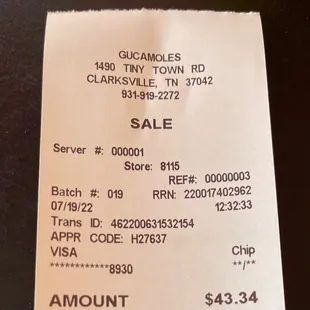 GUCAMOLES
1490 TINY TOWN RD
CLARKSVILLE, TN 37042
931-919-2272
SALE
Server #: 000001
Store: 8115
REF#: 00000003
Batch #: 019 RRN: 220017402962
07/19/22 12:32:33
Trans ID: 462200631532154
APPR CODE: H27637
VISA Chip
************8930 **/**
AMOUNT $43.34